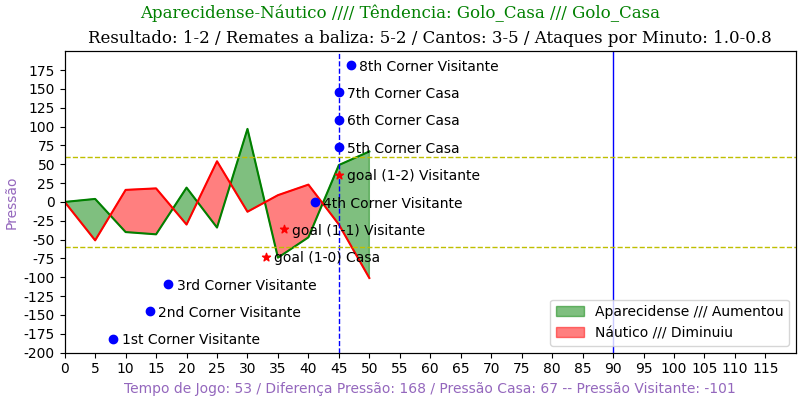 Aparecidense-Náutico //// Têndencia: Golo_Casa /// Golo_Casa
Resultado: 1-2 / Remates a baliza: 5-2 / Cantos: 3-5 / Ataques por Minuto: 1.0-0.8
Pressão
175
150
125
100
75
50
25
0
-25
-50
-75
-100
-125
-150
-175
-200
8th Corner Visitante
7th Corner Casa
6th Corner Casa
5th Corner Casa
goal (1-2) Visitante
4th Corner Visitante
goal (1-1) Visitante
goal (1-0) Casa
3rd Corner Visitante
2nd Corner Visitante
1st Corner Visitante
Aparecidense /// Aumentou
Náutico /// Diminuiu
0 5 10 15 20 25 30 35 40 45 50 55 60 65 70 75 80 85 90 95 100 105 110 115
Tempo de Jogo: 53 / Diferença Pressão: 168 / Pressão Casa: 67 -- Pressão Visitante: -101